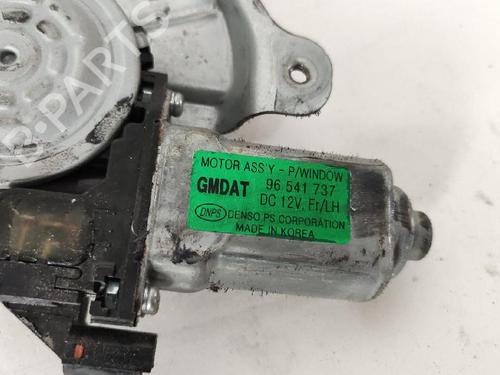 B-PARTS
MOTOR ASS'Y - P/WINDOW
GMDAT 96 541 737
DC 12V, Fr/LH
DNPS DENSO PS CORPORATION
MADE IN KOREA